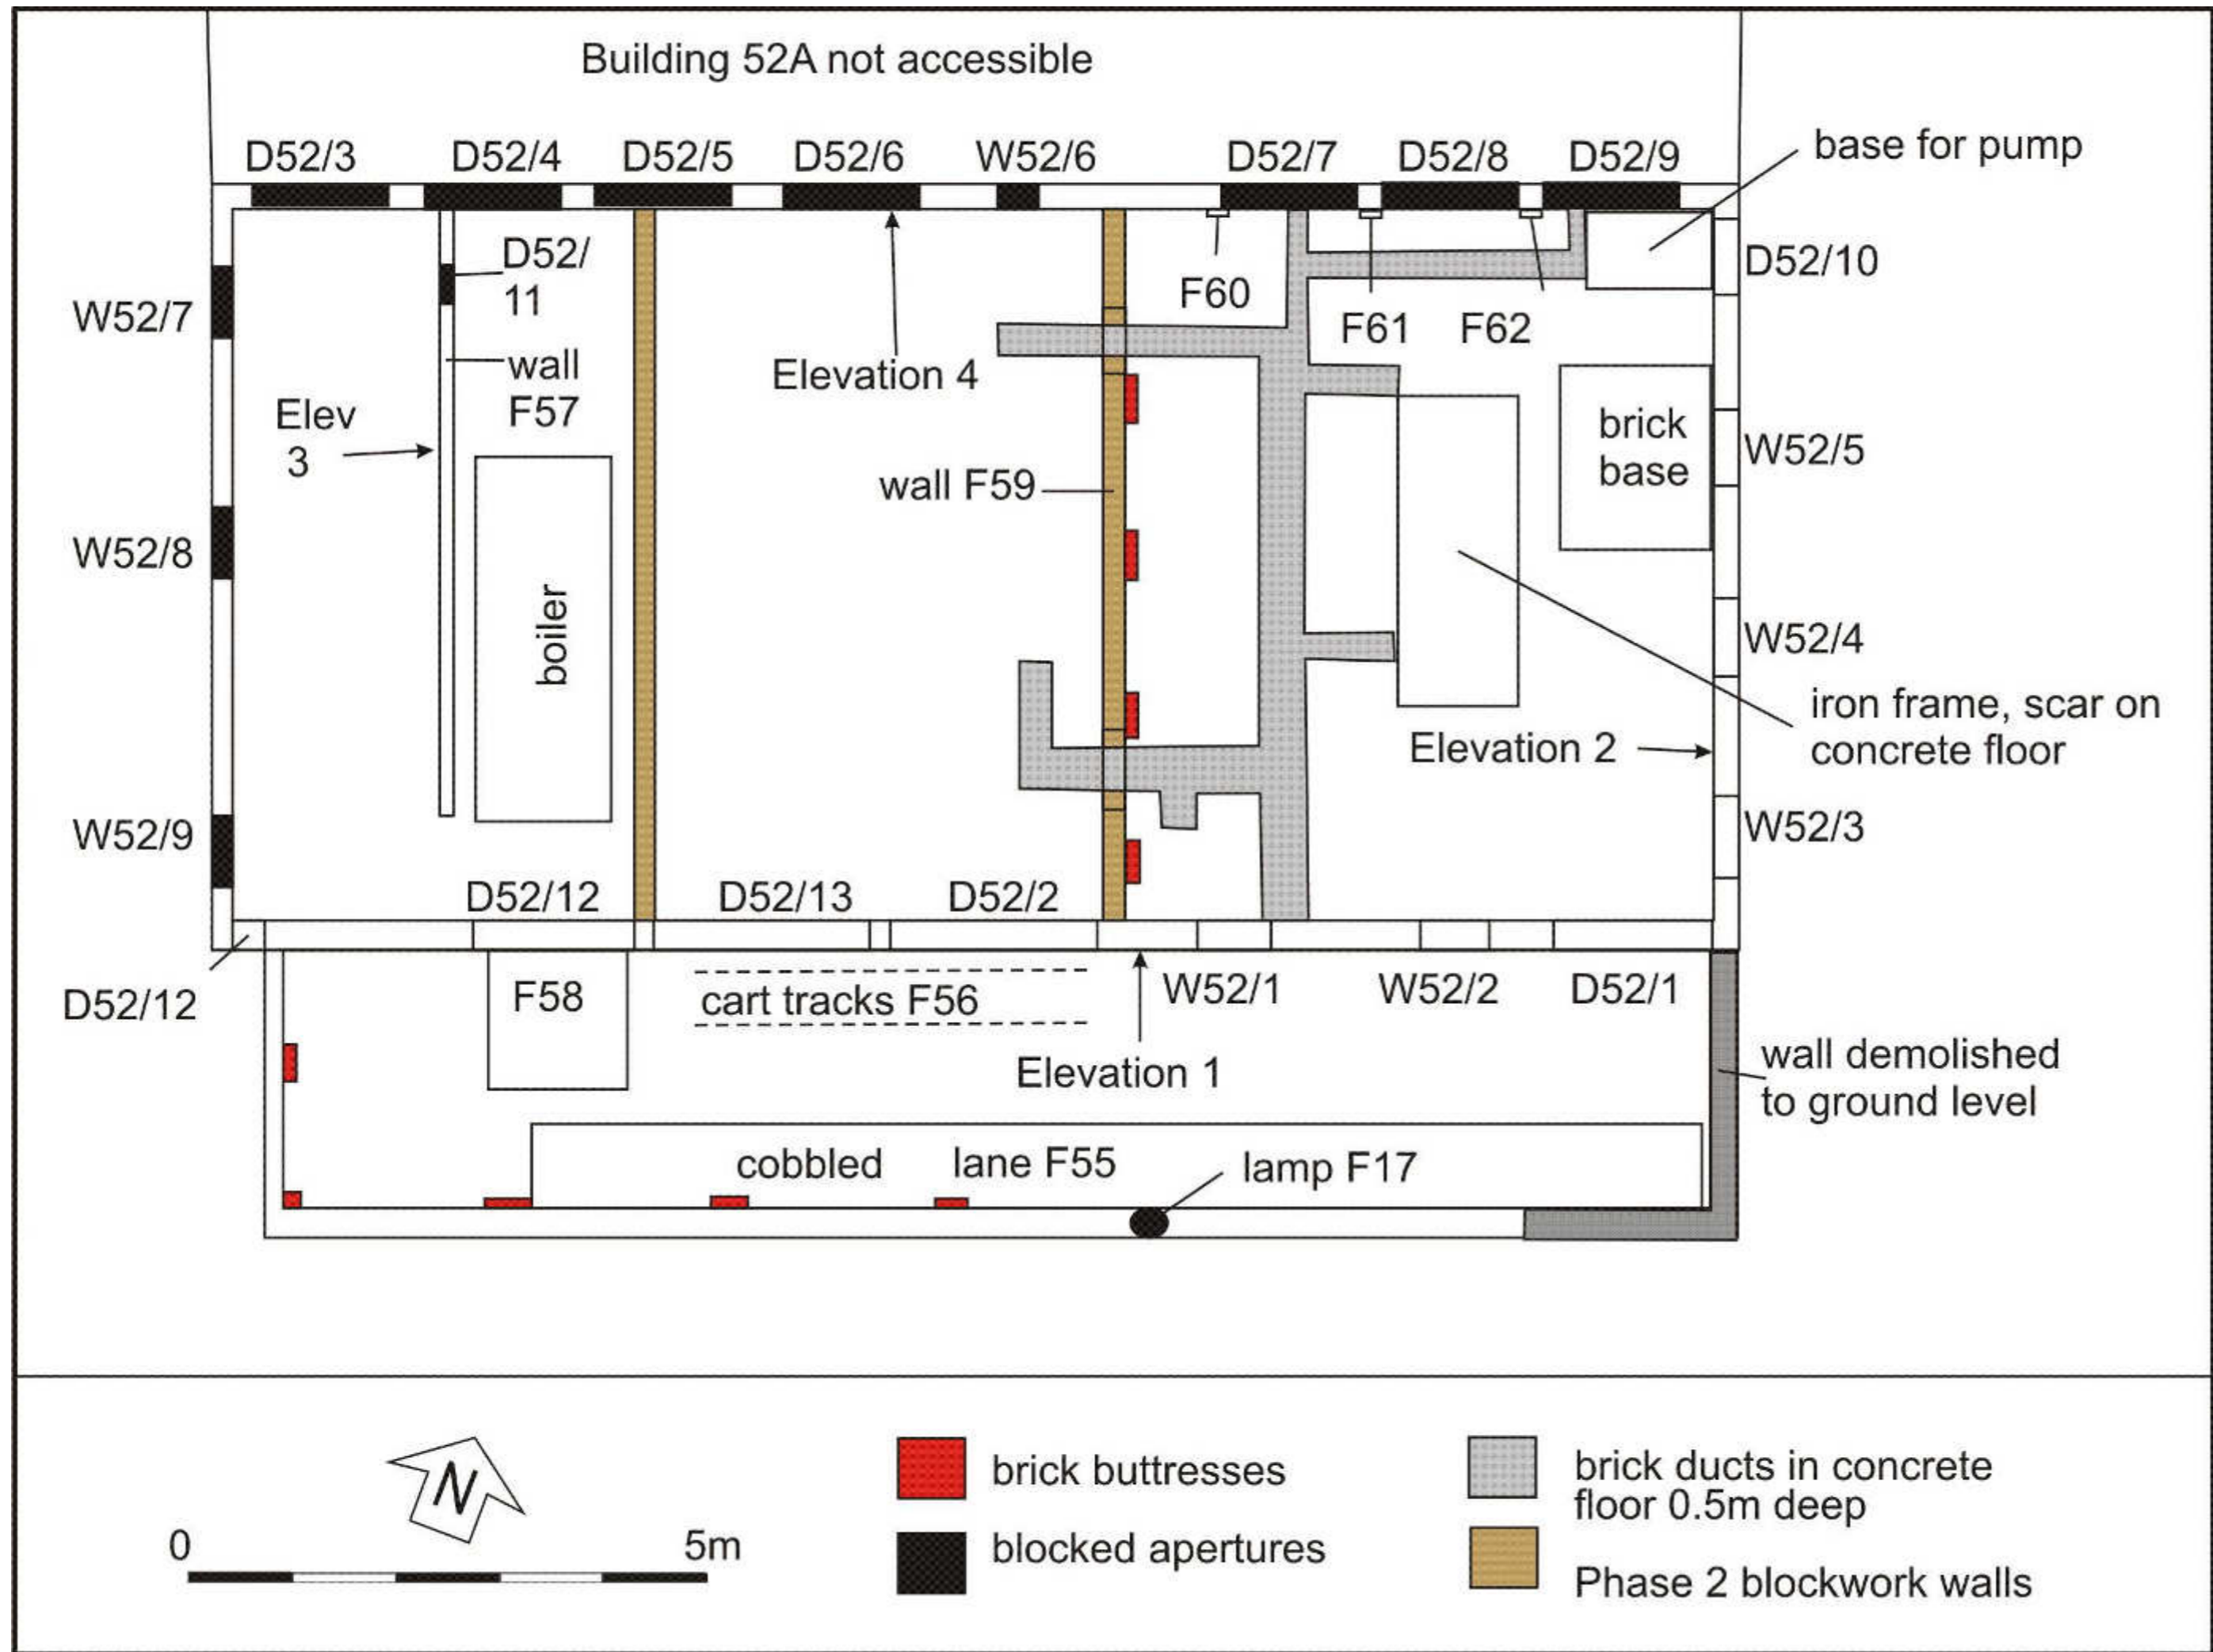 Building 52A not accessible
D52/3
D52/4
D52/5
D52/6
W52/6
D52/7
D52/8
D52/9
base for pump
D52/
11
D52/10
W52/7
F60
F61
F62
wall
F57
Elevation 4
Elev
3
brick
base
W52/5
wall F59
W52/8
boiler
W52/4
iron frame, scar on
concrete floor
Elevation 2
W52/9
W52/3
D52/12
D52/13
D52/2
D52/12
F58
cart tracks F56
W52/1
W52/2
D52/1
Elevation 1
wall demolished
to ground level
cobbled lane F55
lamp F17
N
0 5m
brick buttresses
blocked apertures
brick ducts in concrete
floor 0.5m deep
Phase 2 blockwork walls